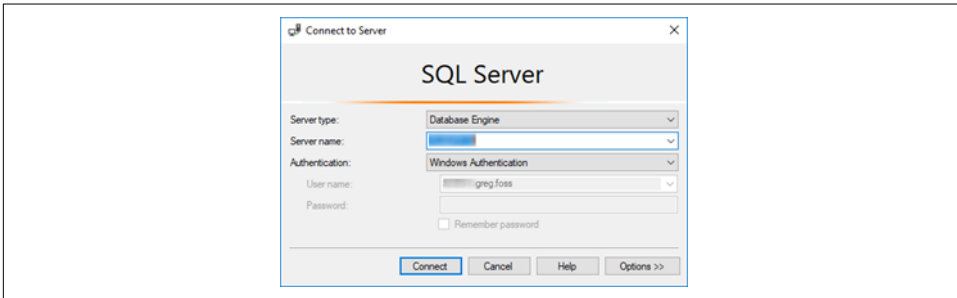 Connect to Server
SQL Server
Server type: Database Engine
Server name:
Authentication: Windows Authentication
User name: greg.foss
Password:
Remember password
Connect Cancel Help Options >>